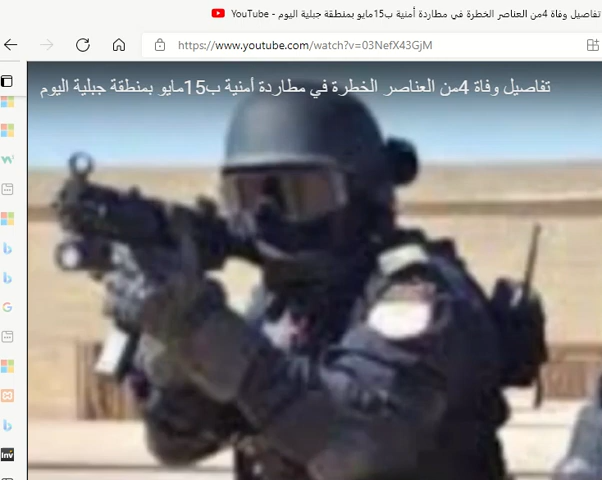 تفاصيل وفاة 4من العناصر الخطرة في مطاردة أمنية ب15مايو بمنطقة جبلية اليوم - YouTube
https://www.youtube.com/watch?v=03NefX43GjM
تفاصيل وفاة 4من العناصر الخطرة في مطاردة أمنية ب15مايو بمنطقة جبلية اليوم
Inv